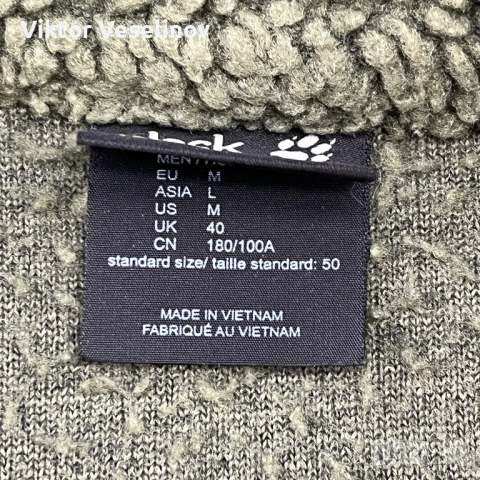 Viktor Veselinov
Jack
MEN / H
EU M
ASIA L
US M
UK 40
CN 180/100A
standard size/ taille standard: 50
MADE IN VIETNAM
FABRIQUÉ AU VIETNAM